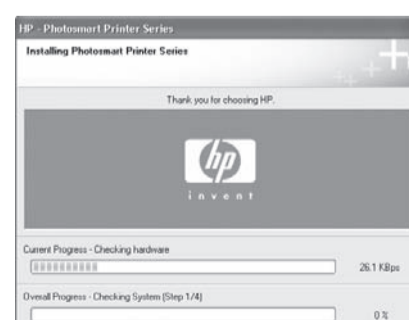 HP - Photosmart Printer Series
Installing Photosmart Printer Series
Thank you for choosing HP.
hp
invent
Current Progress - Checking hardware
26.1 KBps
Overall Progress - Checking System (Step 1/4)
0 %